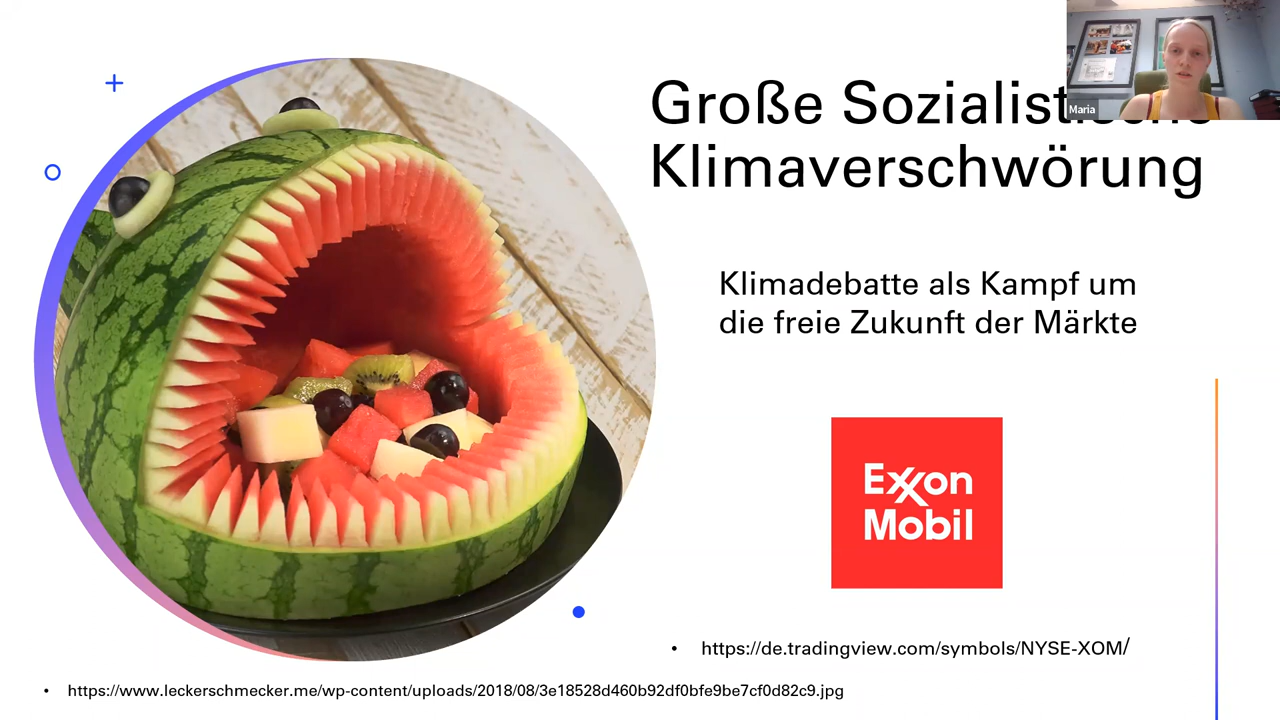 Große Sozialistische
Klimaverschwörung
Maria
Klimadebatte als Kampf um
die freie Zukunft der Märkte
Exxon
Mobil
https://de.tradingview.com/symbols/NYSE-XOM/
https://www.leckerschmecker.me/wp-content/uploads/2018/08/3e18528d460b92df0bfe9be7cf0d82c9.jpg